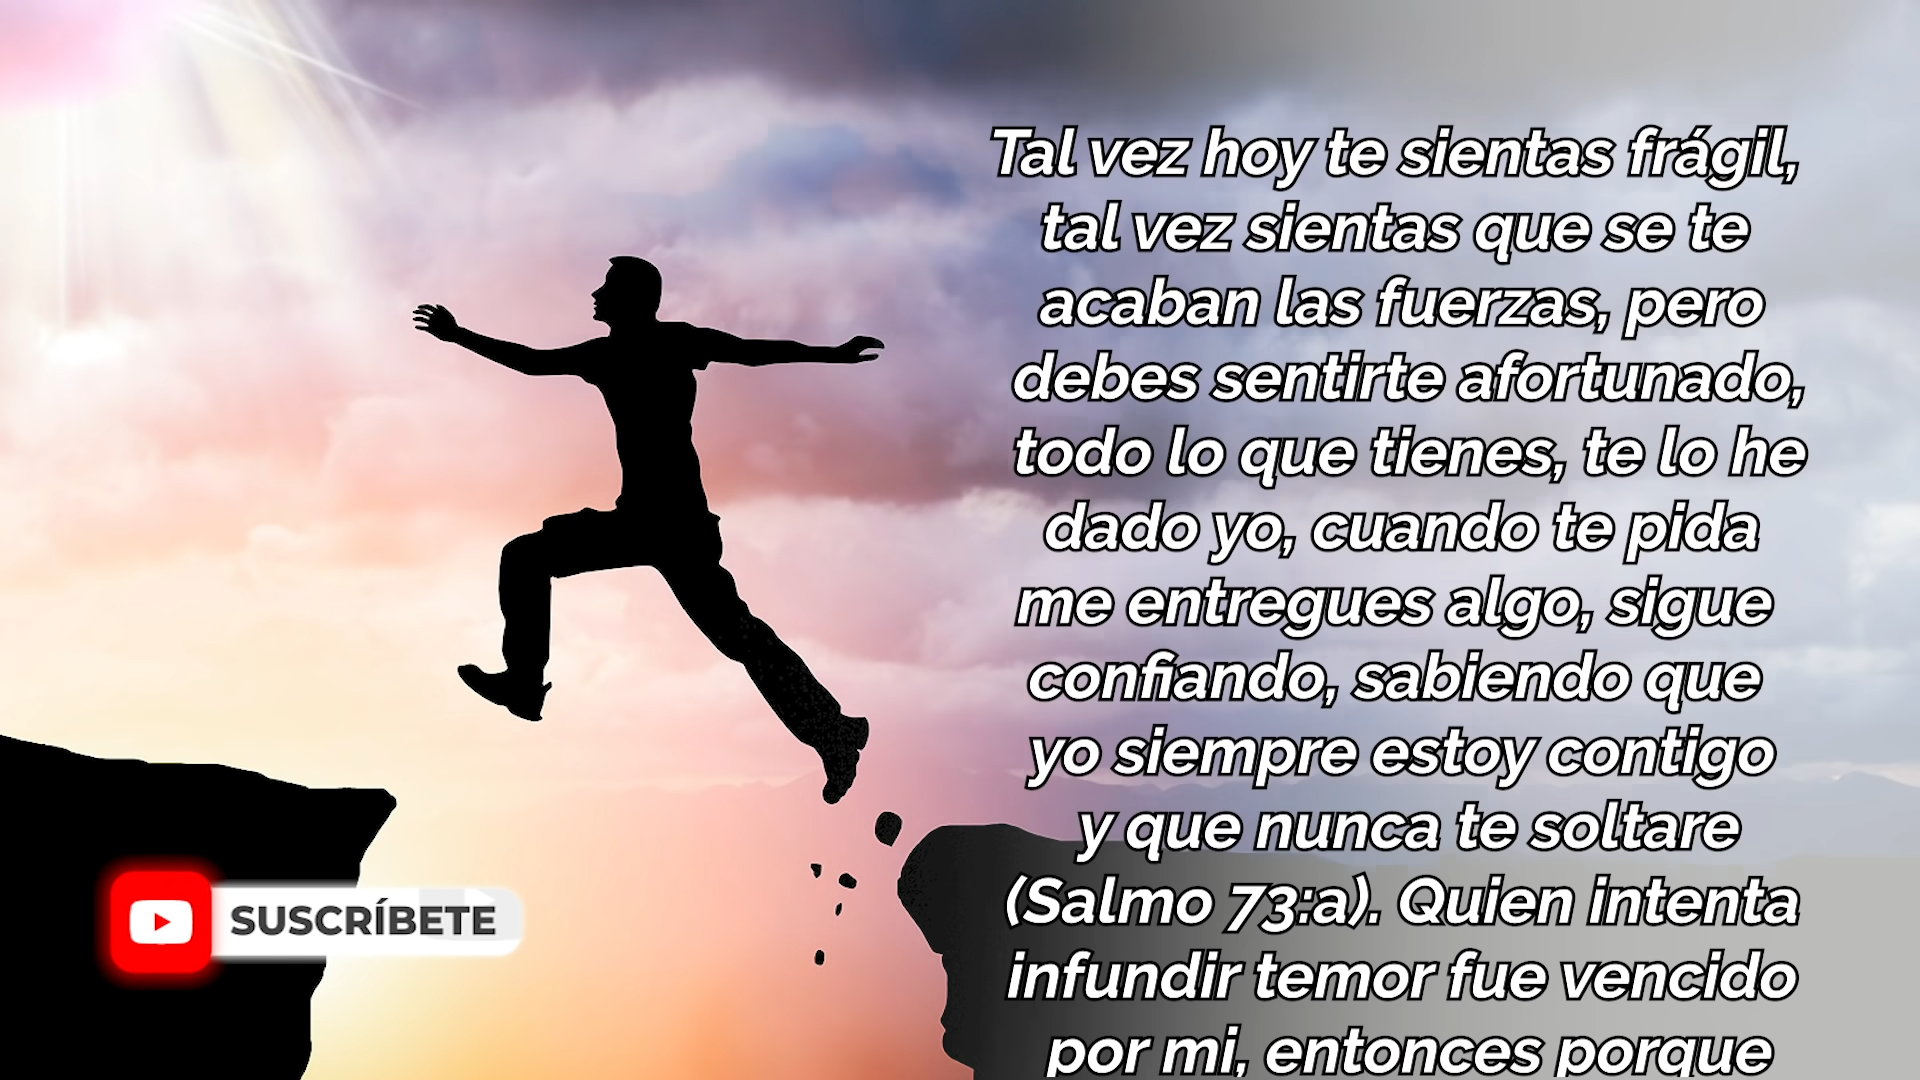 Tal vez hoy te sientas frágil,
tal vez sientas que se te
acaban las fuerzas, pero
debes sentirte afortunado,
todo lo que tienes, te lo he
dado yo, cuando te pida
me entregues algo, sigue
confiando, sabiendo que
yo siempre estoy contigo
y que nunca te soltare
(Salmo 73:a). Quien intenta
infundir temor fue vencido
por mi, entonces porque
SUSCRÍBETE